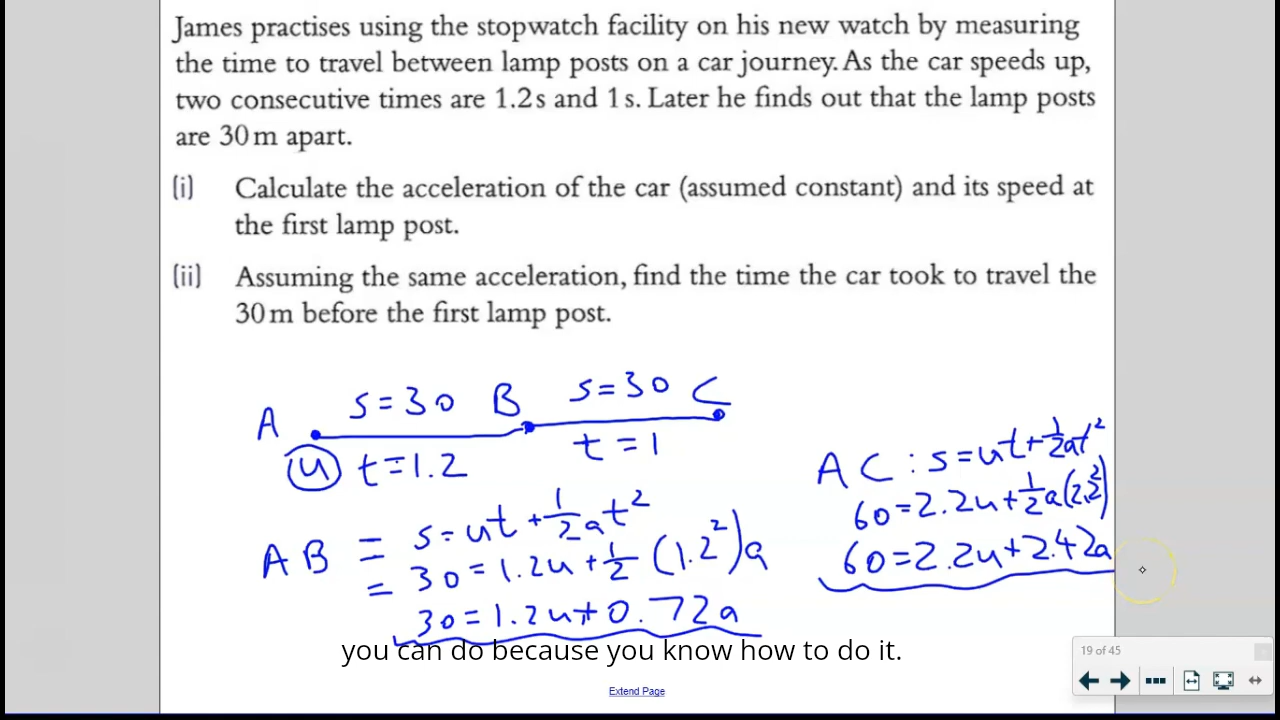 James practises using the stopwatch facility on his new watch by measuring
the time to travel between lamp posts on a car journey. As the car speeds up,
two consecutive times are 1.2 s and 1 s. Later he finds out that the lamp posts
are 30 m apart.
(i) Calculate the acceleration of the car (assumed constant) and its speed at
the first lamp post.
(ii) Assuming the same acceleration, find the time the car took to travel the
30 m before the first lamp post.
A s = 30 B s = 30 C
u t = 1.2 t = 1
AB = s = ut + 1/2 at²
= 30 = 1.2u + 1/2 (1.2²)a
30 = 1.2u + 0.72a
AC : s = ut + 1/2 at²
60 = 2.2u + 1/2 a(2.2²)
60 = 2.2u + 2.42a
you can do because you know how to do it.
19 of 45
Extend Page